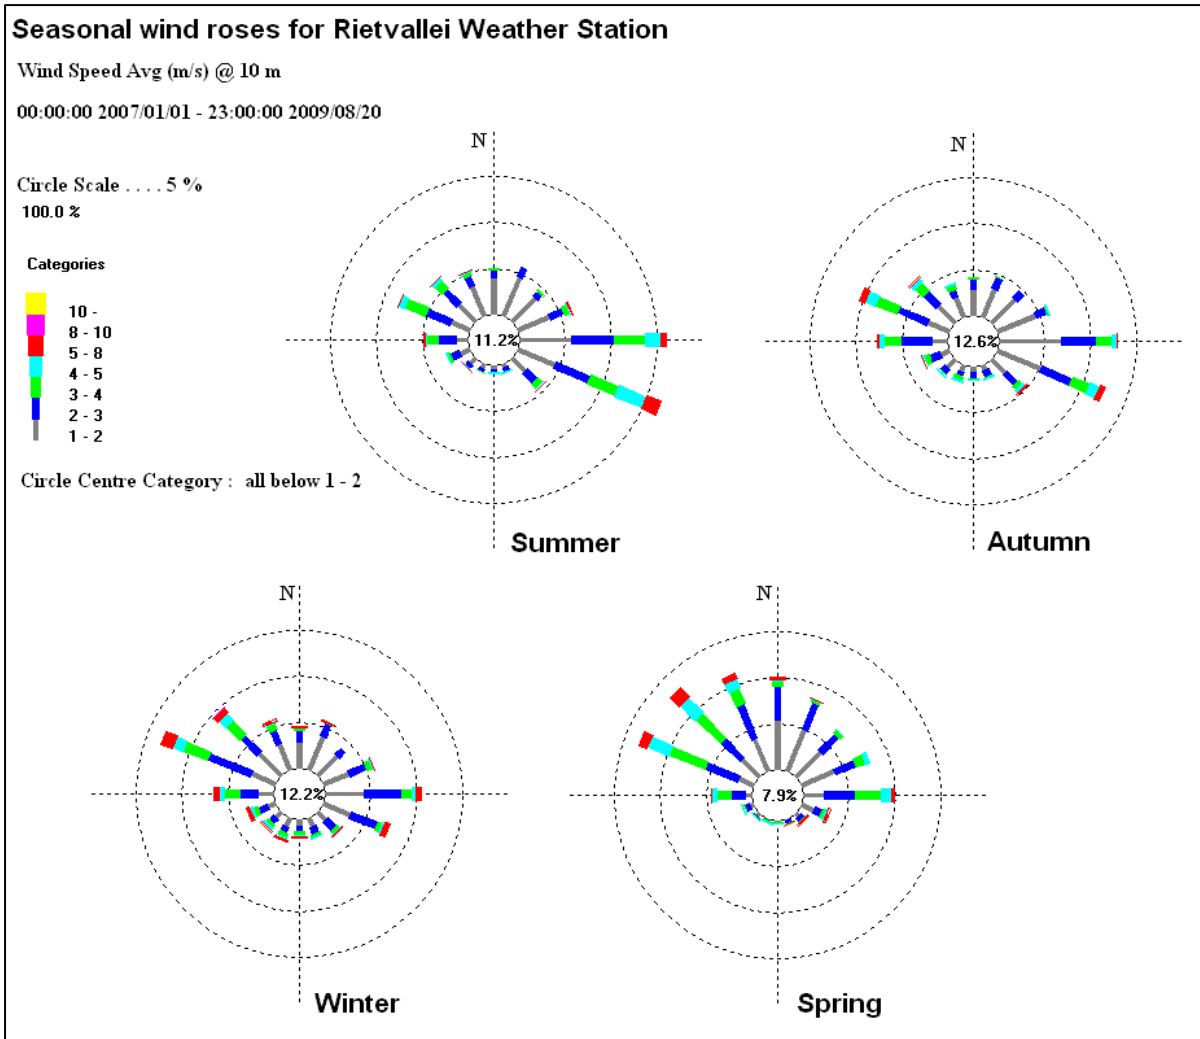 Seasonal wind roses for Rietvallei Weather Station
Wind Speed Avg (m/s) @ 10 m
00:00:00 2007/01/01 - 23:00:00 2009/08/20
Circle Scale . . . . 5 %
100.0 %
Categories
10 -
8 - 10
5 - 8
4 - 5
3 - 4
2 - 3
1 - 2
Circle Centre Category : all below 1 - 2
N
11.2%
Summer
N
12.6%
Autumn
N
12.2%
Winter
N
7.9%
Spring